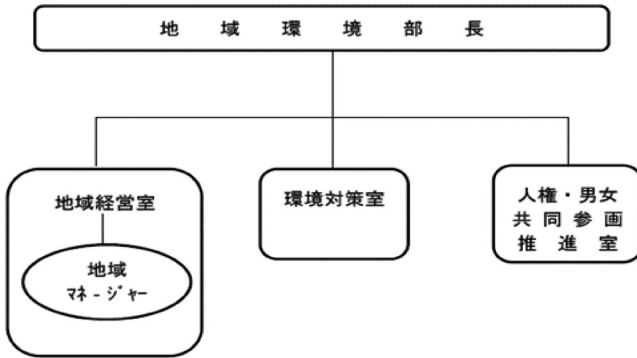 地域環境部長
地域経営室
地域
ﾏﾈｰｼﾞｬｰ
環境対策室
人権・男女
共同参画
推進室